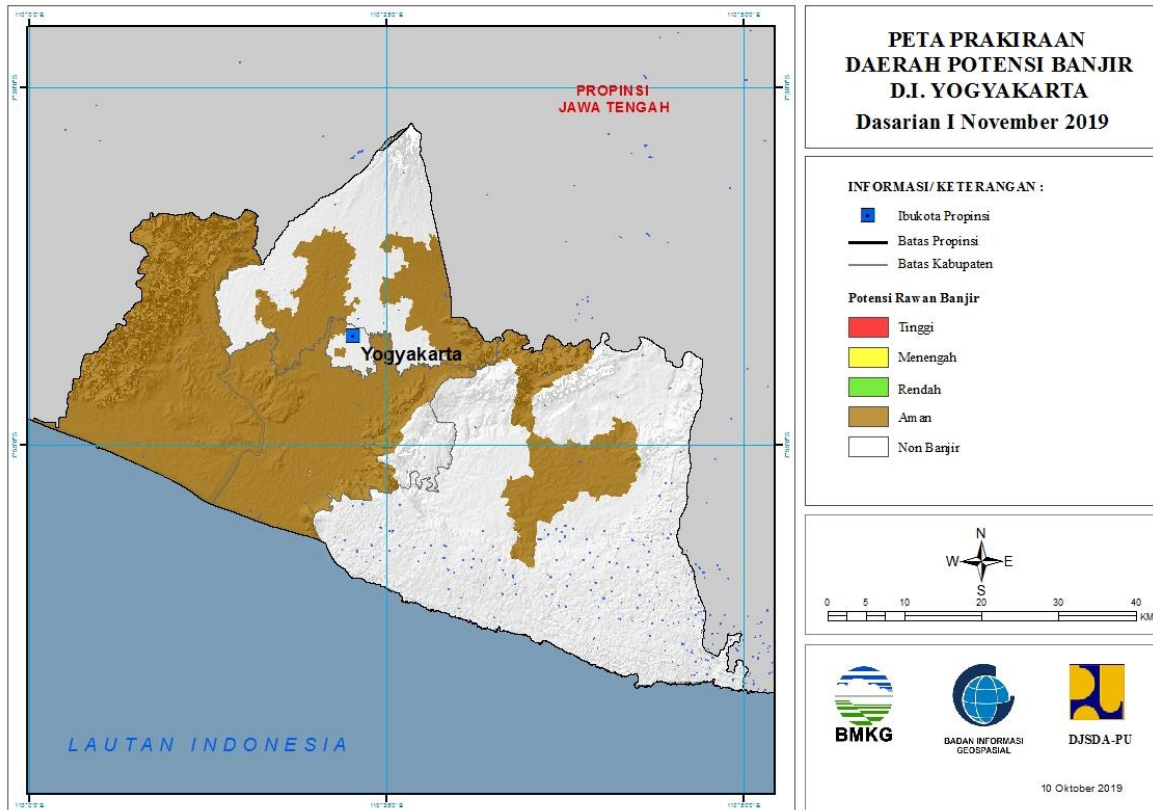 PROPINSI
JAWA TENGAH
Yogyakarta
LAUTAN INDONESIA
PETA PRAKIRAAN
DAERAH POTENSI BANJIR
D.I. YOGYAKARTA
Dasarian I November 2019
INFORMASI/ KETERANGAN :
Ibukota Propinsi
Batas Propinsi
Batas Kabupaten
Potensi Rawan Banjir
Tinggi
Menengah
Rendah
Aman
Non Banjir
N
W E
S
0 5 10 20 30 40
KM
BMKG
BADAN INFORMASI
GEOSPASIAL
DJSDA-PU
10 Oktober 2019